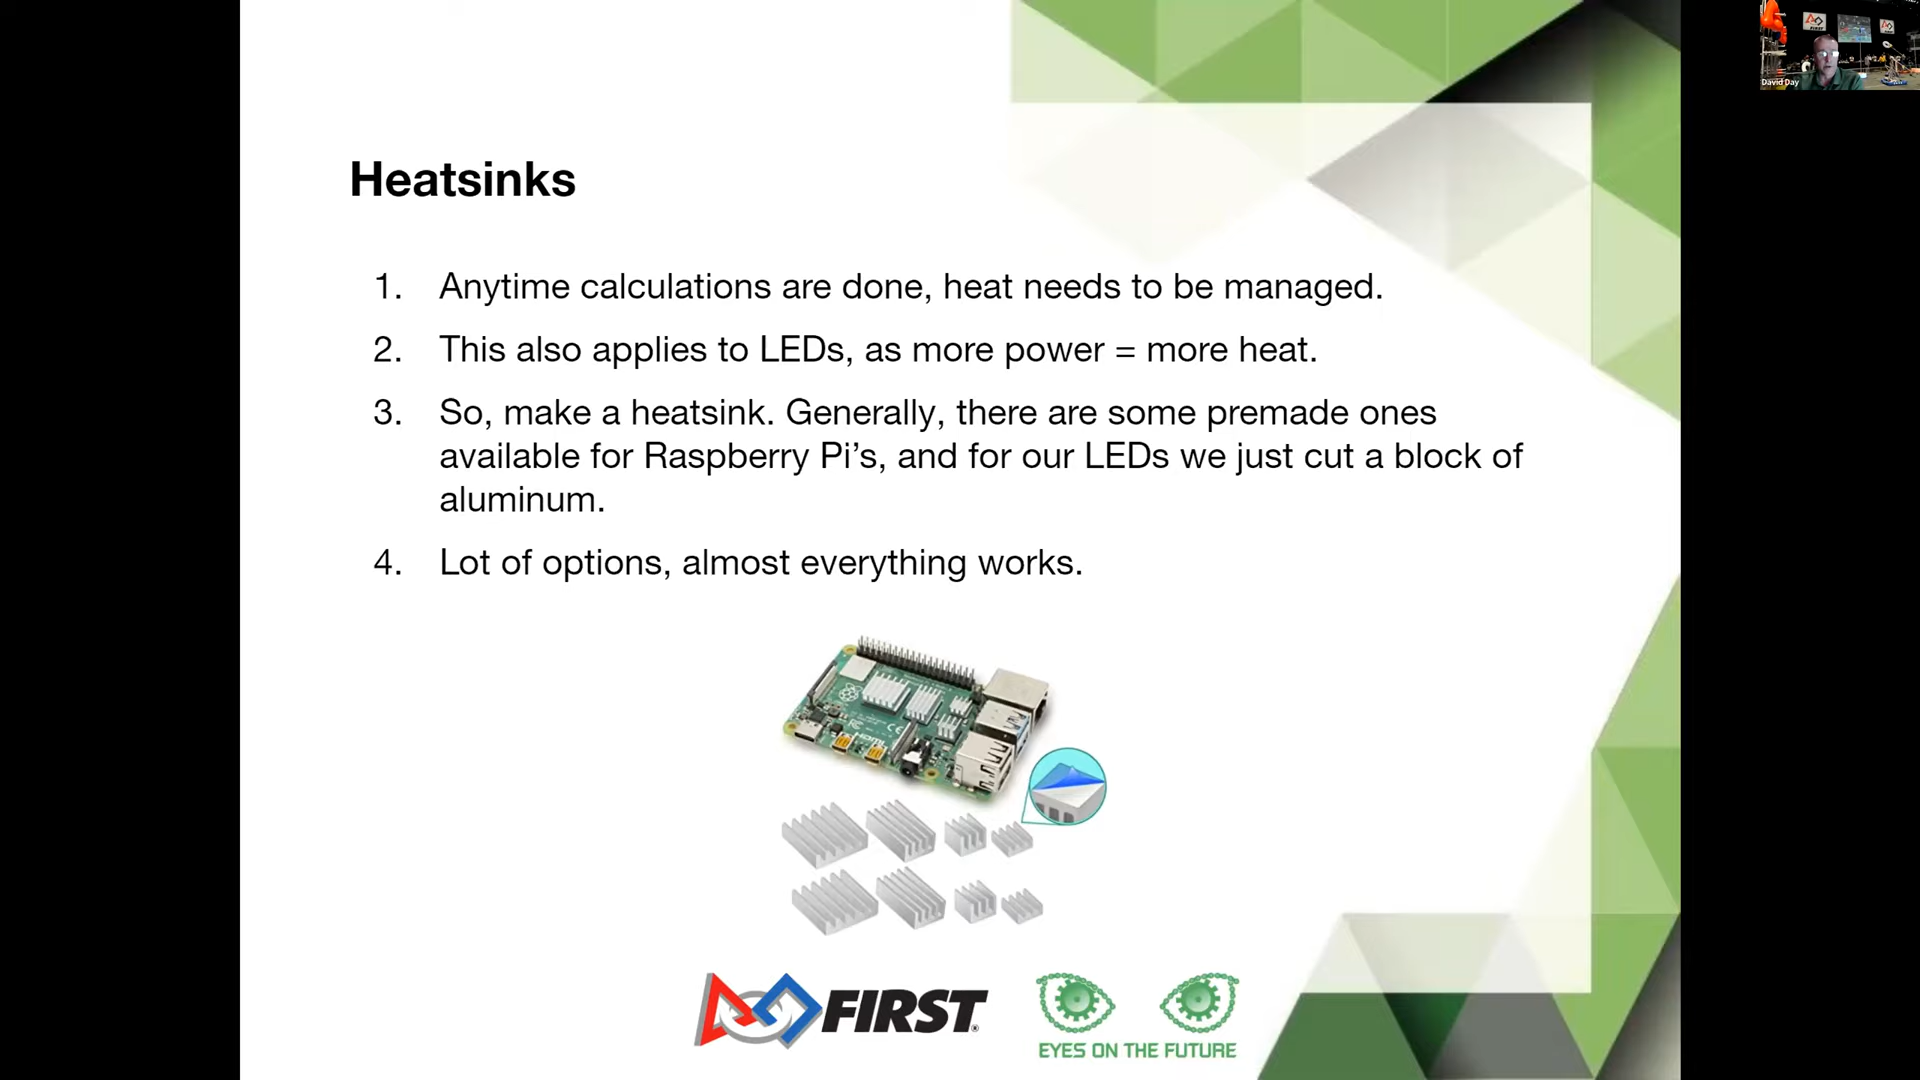 David Day
Heatsinks
1. Anytime calculations are done, heat needs to be managed.
2. This also applies to LEDs, as more power = more heat.
3. So, make a heatsink. Generally, there are some premade ones
available for Raspberry Pi’s, and for our LEDs we just cut a block of
aluminum.
4. Lot of options, almost everything works.
HDMI
FIRST
EYES ON THE FUTURE